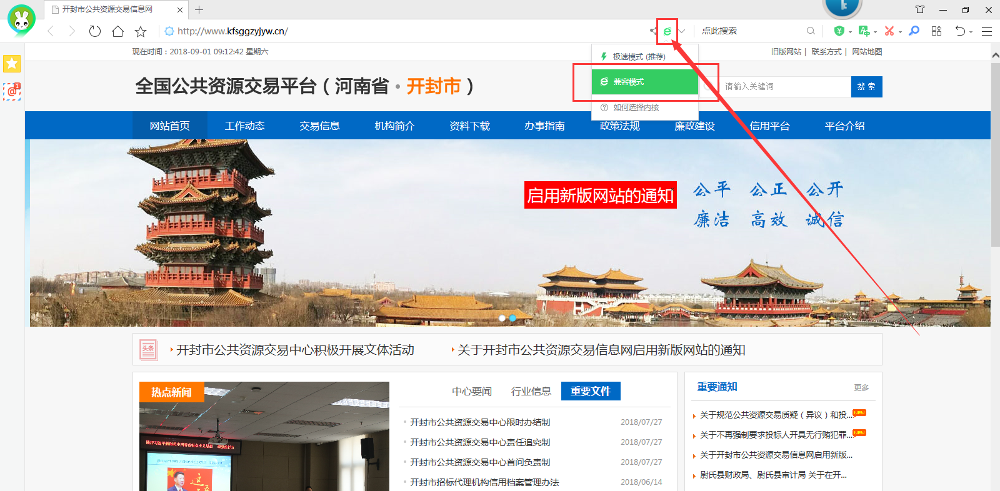 开封市公共资源交易信息网
http://www.kfsggzyjyw.cn/
点此搜索
现在时间：2018-09-01 09:12:42 星期六
旧版网站 | 联系方式 | 网站地图
极速模式 (推荐)
兼容模式
如何选择内核
全国公共资源交易平台（河南省·开封市）
请输入关键词
搜 索
网站首页 工作动态 交易信息 机构简介 资料下载 办事指南 政策法规 廉政建设 信用平台 平台介绍
启用新版网站的通知
公平 公正 公开
廉洁 高效 诚信
头条
开封市公共资源交易中心积极开展文体活动
关于开封市公共资源交易信息网启用新版网站的通知
热点新闻
中心要闻 行业信息 重要文件
开封市公共资源交易中心限时办结制 2018/07/27
开封市公共资源交易中心责任追究制 2018/07/27
开封市公共资源交易中心首问负责制 2018/07/27
开封市招标代理机构信用档案管理办法 2018/06/14
重要通知 更多
关于规范公共资源交易质疑（异议）和投... NEW
关于不再强制要求投标人开具无行贿犯罪... NEW
关于开封市公共资源交易信息网启用新版...
尉氏县财政局、尉氏县审计局 关于在开...